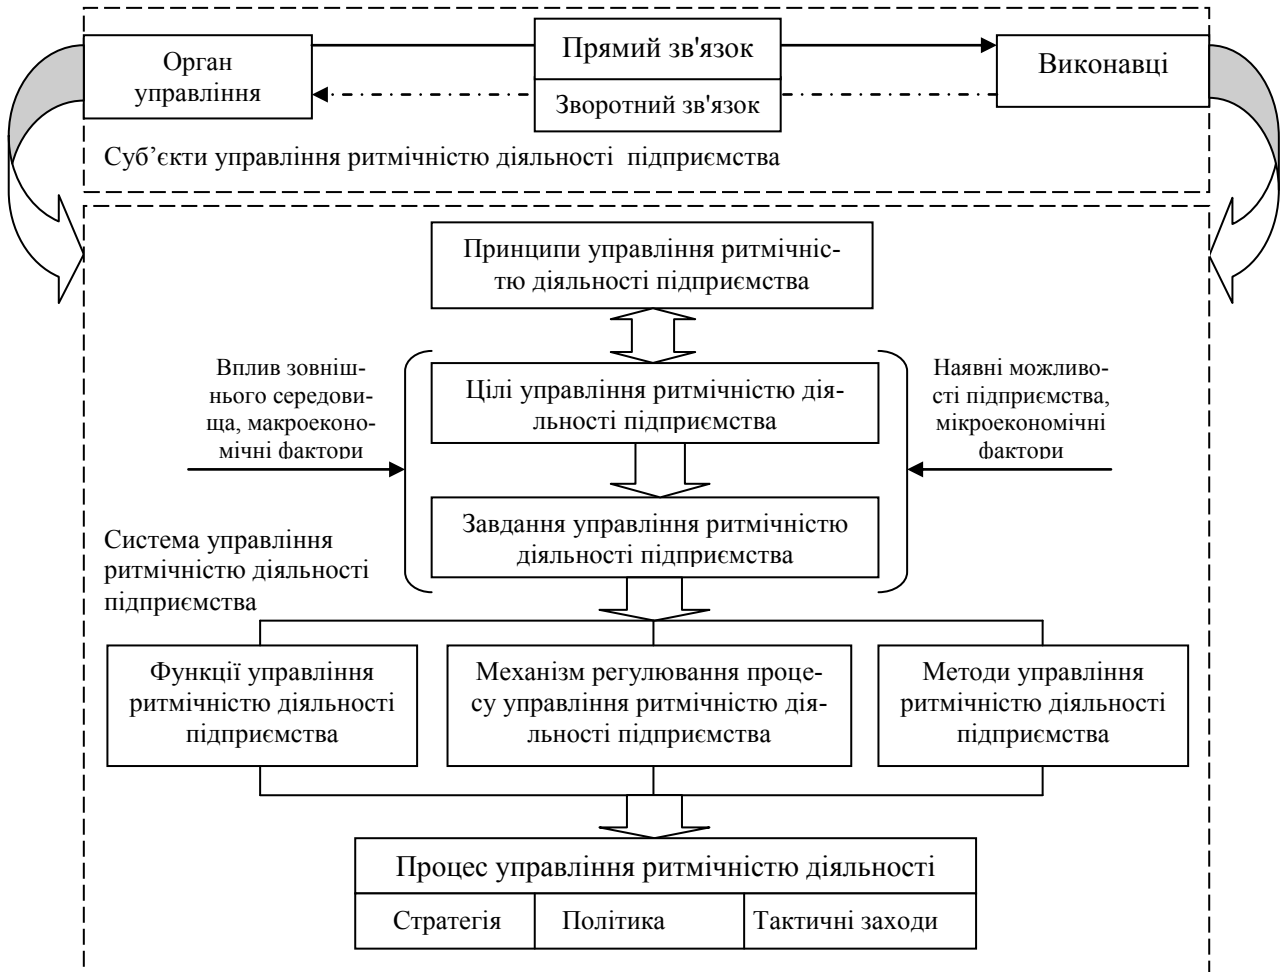 Орган
управління
Прямий зв'язок
Зворотний зв'язок
Виконавці
Суб’єкти управління ритмічністю діяльності підприємства
Принципи управління ритмічніс-
тю діяльності підприємства
Вплив зовніш-
нього середови-
ща, макроеконо-
мічні фактори
Цілі управління ритмічністю дія-
льності підприємства
Наявні можливо-
сті підприємства,
мікроекономічні
фактори
Завдання управління ритмічністю
діяльності підприємства
Система управління
ритмічністю діяльності
підприємства
Функції управління
ритмічністю діяльності
підприємства
Механізм регулювання проце-
су управління ритмічністю дія-
льності підприємства
Методи управління
ритмічністю діяльності
підприємства
Процес управління ритмічністю діяльності
Стратегія
Політика
Тактичні заходи